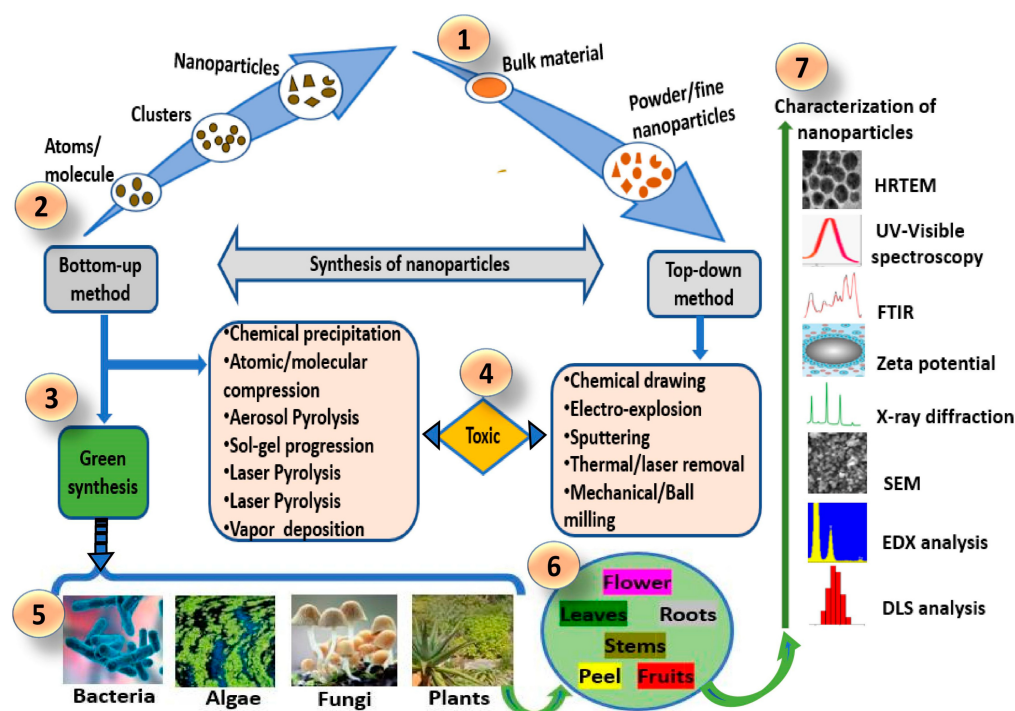 1
Bulk material
Nanoparticles
Clusters
Atoms/
molecule
Powder/fine
nanoparticles
2
Bottom-up
method
Synthesis of nanoparticles
Top-down
method
•Chemical precipitation
•Atomic/molecular
compression
•Aerosol Pyrolysis
•Sol-gel progression
•Laser Pyrolysis
•Laser Pyrolysis
•Vapor deposition
4
Toxic
•Chemical drawing
•Electro-explosion
•Sputtering
•Thermal/laser removal
•Mechanical/Ball
milling
3
Green
synthesis
5
Bacteria
Algae
Fungi
Plants
6
Flower
Leaves
Roots
Stems
Peel
Fruits
7
Characterization of
nanoparticles
HRTEM
UV-Visible
spectroscopy
FTIR
Zeta potential
X-ray diffraction
SEM
EDX analysis
DLS analysis